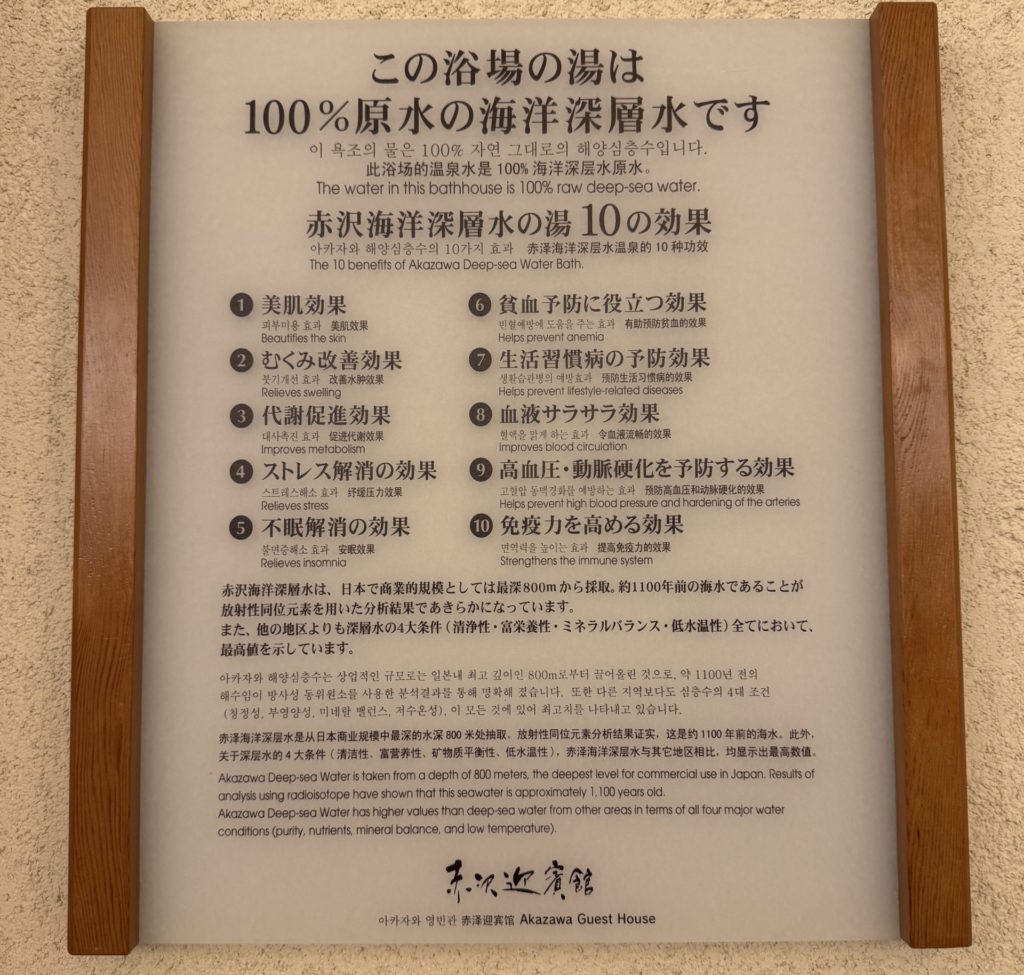 この浴場の湯は
100%原水の海洋深層水です
이 욕조의 물은 100% 자연 그대로의 해양심층수입니다.
此浴场的温泉水是 100% 海洋深层水原水。
The water in this bathhouse is 100% raw deep-sea water.
赤沢海洋深層水の湯 10の効果
아카자와 해양심층수의 10가지 효과 赤泽海洋深层水温泉的 10 种功效
The 10 benefits of Akazawa Deep-sea Water Bath.
1 美肌効果
피부미용 효과 美肌效果
Beautifies the skin
2 むくみ改善効果
붓기개선 효과 改善水肿效果
Relieves swelling
3 代謝促進効果
대사촉진 효과 促进代谢效果
Improves metabolism
4 ストレス解消の効果
스트레스해소 효과 纾缓压力效果
Relieves stress
5 不眠解消の効果
불면증해소 효과 安眠效果
Relieves insomnia
6 貧血予防に役立つ効果
빈혈예방에 도움을 주는 효과 有助预防贫血的效果
Helps prevent anemia
7 生活習慣病の予防効果
생활습관병의 예방효과 预防生活习惯病的效果
Helps prevent lifestyle-related diseases
8 血液サラサラ効果
혈액을 맑게 하는 효과 令血液流畅的效果
Improves blood circulation
9 高血圧・動脈硬化を予防する効果
고혈압 동맥경화를 예방하는 효과 预防高血压和动脉硬化的效果
Helps prevent high blood pressure and hardening of the arteries
10 免疫力を高める効果
면역력을 높이는 효과 提高免疫力的效果
Strengthens the immune system
赤沢海洋深層水は、日本で商業的規模としては最深800mから採取。約1100年前の海水であることが
放射性同位元素を用いた分析結果であきらかになっています。
また、他の地区よりも深層水の4大条件(清浄性・富栄養性・ミネラルバランス・低水温性)全てにおいて、
最高値を示しています。
아카자와 해양심층수는 상업적인 규모로는 일본내 최고 깊이인 800m로부터 끌어올린 것으로, 약 1100년 전의
해수임이 방사성 동위원소를 사용한 분석결과를 통해 명확해 졌습니다. 또한 다른 지역보다도 심층수의 4대 조건
(청정성, 부영양성, 미네랄 밸런스, 저수온성), 이 모든 것에 있어 최고치를 나타내고 있습니다.
赤泽海洋深层水是从日本商业规模中最深的水深 800 米处抽取。放射性同位元素分析结果证实，这是约 1100 年前的海水。此外，
关于深层水的 4 大条件（清洁性、富营养性、矿物质平衡性、低水温性），赤泽海洋深层水与其它地区相比，均显示出最高数值。
Akazawa Deep-sea Water is taken from a depth of 800 meters, the deepest level for commercial use in Japan. Results of
analysis using radioisotope have shown that this seawater is approximately 1,100 years old.
Akazawa Deep-sea Water has higher values than deep-sea water from other areas in terms of all four major water
conditions (purity, nutrients, mineral balance, and low temperature).
赤沢迎賓館
아카자와 영빈관 赤泽迎宾馆 Akazawa Guest House